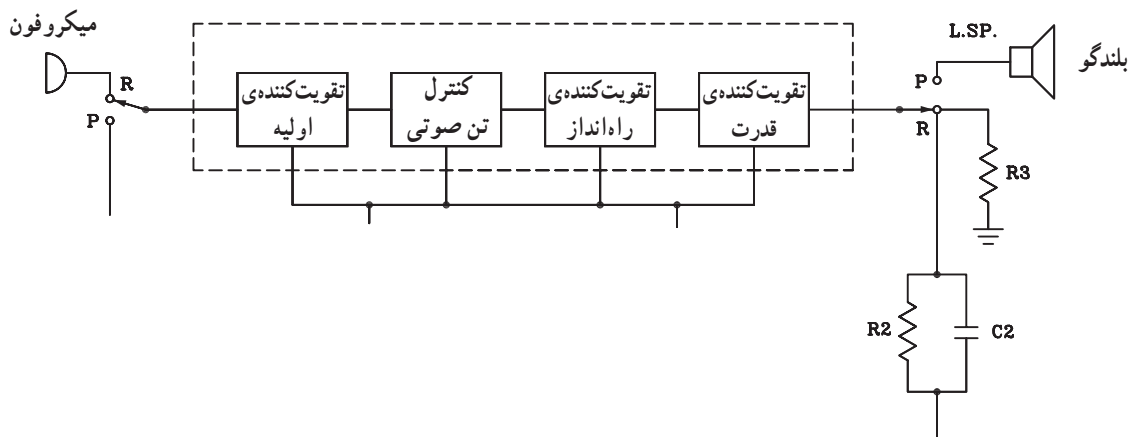 میکروفون
R
P
تقویت‌کننده‌ی
اولیه
کنترل
تن صوتی
تقویت‌کننده‌ی
راه‌انداز
تقویت‌کننده‌ی
قدرت
L.SP.
بلندگو
P
R
R3
R2
C2